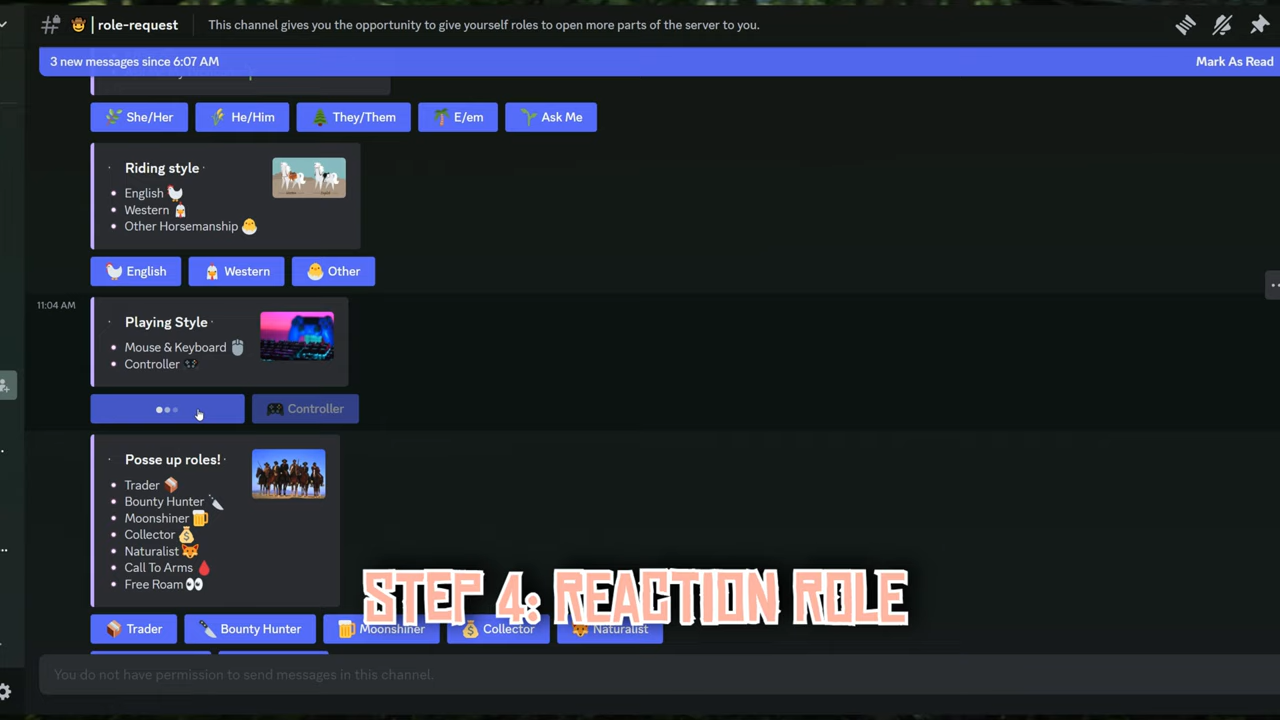 role-request
This channel gives you the opportunity to give yourself roles to open more parts of the server to you.
3 new messages since 6:07 AM
Mark As Read
She/Her
He/Him
They/Them
E/em
Ask Me
· Riding style ·
• English
• Western
• Other Horsemanship
English
Western
Other
11:04 AM
· Playing Style ·
• Mouse & Keyboard
• Controller
Controller
· Posse up roles! ·
• Trader
• Bounty Hunter
• Moonshiner
• Collector
• Naturalist
• Call To Arms
• Free Roam
STEP 4: REACTION ROLE
Trader
Bounty Hunter
Moonshiner
Collector
Naturalist
You do not have permission to send messages in this channel.